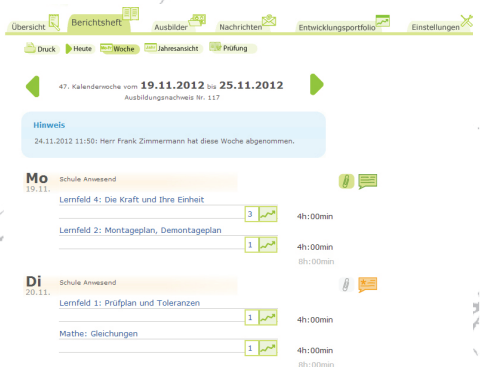 Übersicht Berichtsheft Ausbilder Nachrichten Entwicklungsportfolio Einstellungen
Druck Heute Woche Jahresansicht Prüfung
47. Kalenderwoche vom 19.11.2012 bis 25.11.2012
Ausbildungsnachweis Nr. 117
Hinweis
24.11.2012 11:50: Herr Frank Zimmermann hat diese Woche abgenommen.
Mo Schule Anwesend
19.11.
Lernfeld 4: Die Kraft und Ihre Einheit
3 4h:00min
Lernfeld 2: Montageplan, Demontageplan
1 4h:00min
8h:00min
Di Schule Anwesend
20.11.
Lernfeld 1: Prüfplan und Toleranzen
1 4h:00min
Mathe: Gleichungen
1 4h:00min
8h:00min